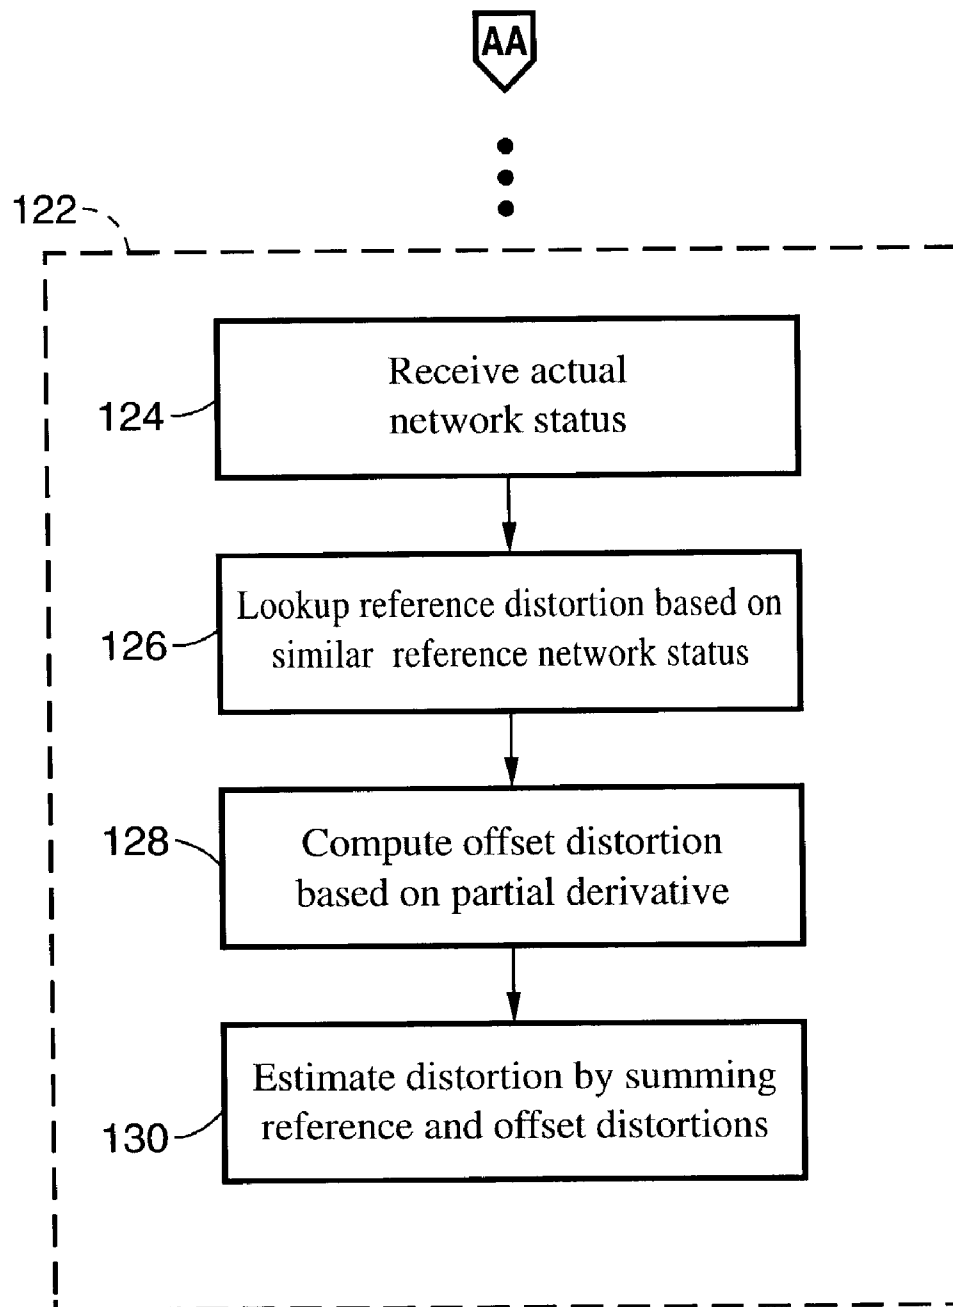 AA
122
Receive actual
network status
124
Lookup reference distortion based on
similar reference network status
126
Compute offset distortion
based on partial derivative
128
Estimate distortion by summing
reference and offset distortions
130